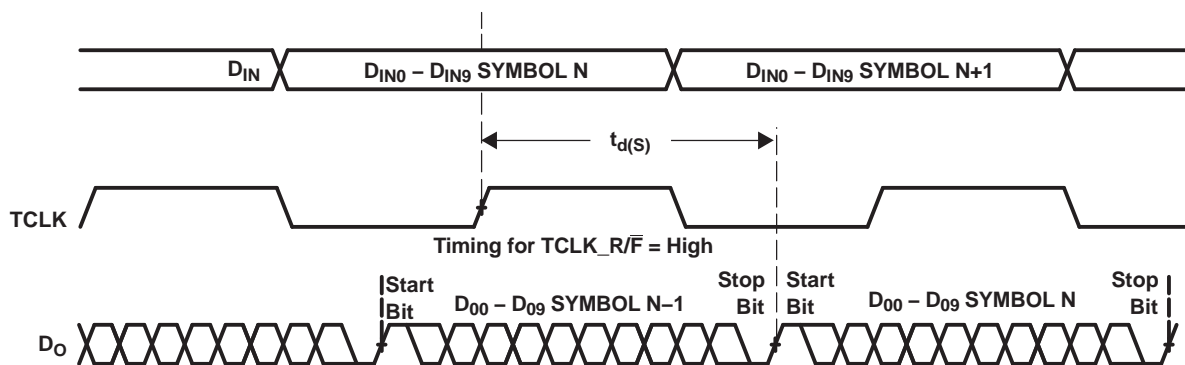 DIN DIN0 – DIN9 SYMBOL N DIN0 – DIN9 SYMBOL N+1
td(S)
TCLK
Timing for TCLK_R/F̅ = High
Start Bit
D00 – D09 SYMBOL N–1
Stop Bit
Start Bit
D00 – D09 SYMBOL N
Stop Bit
DO